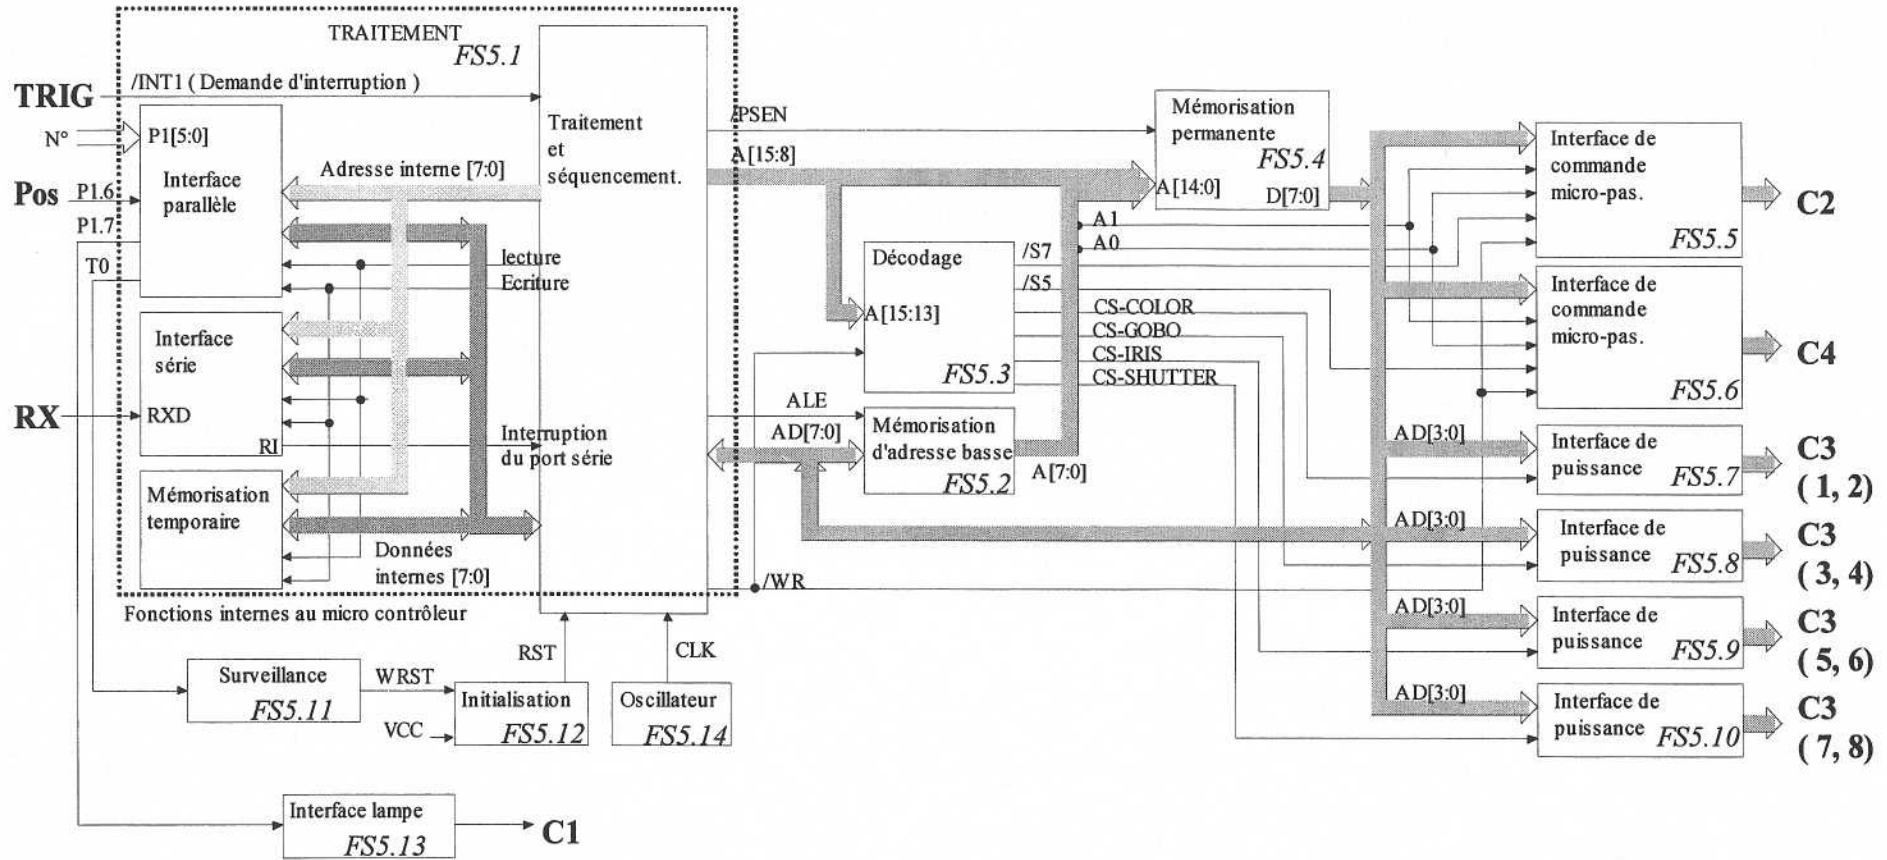 TRAITEMENT
FS5.1
TRIG
/INT1 ( Demande d'interruption )
N°
P1[5:0]
Interface
parallèle
Pos
P1.6
P1.7
T0
Adresse interne [7:0]
lecture
Ecriture
Traitement
et
séquencement.
Interface
série
RX
RXD
RI
Interruption
du port série
Mémorisation
temporaire
Données
internes [7:0]
Fonctions internes au micro contrôleur
/PSEN
A[15:8]
Mémorisation
permanente
FS5.4
A[14:0]
D[7:0]
A1
A0
Décodage
A[15:13]
FS5.3
/S7
/S5
CS-COLOR
CS-GOBO
CS-IRIS
CS-SHUTTER
ALE
AD[7:0]
Mémorisation
d'adresse basse
FS5.2
A[7:0]
/WR
Interface de
commande
micro-pas.
FS5.5
C2
Interface de
commande
micro-pas.
FS5.6
C4
AD[3:0]
Interface de
puissance
FS5.7
C3
( 1, 2)
AD[3:0]
Interface de
puissance
FS5.8
C3
( 3, 4)
AD[3:0]
Interface de
puissance
FS5.9
C3
( 5, 6)
AD[3:0]
Interface de
puissance
FS5.10
C3
( 7, 8)
RST
CLK
Surveillance
FS5.11
WRST
VCC
Initialisation
FS5.12
Oscillateur
FS5.14
Interface lampe
FS5.13
C1